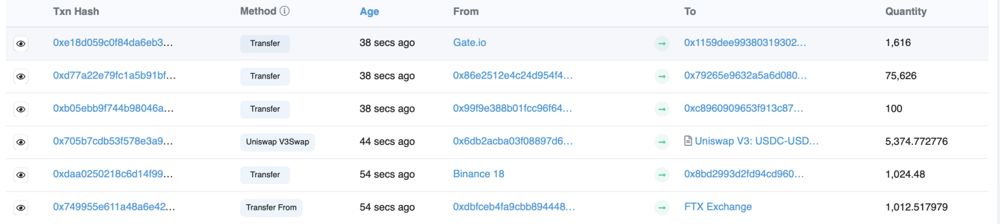 Txn Hash Method Age From To Quantity
0xe18d059c0f84da6eb3... Transfer 38 secs ago Gate.io 0x1159dee99380319302... 1,616
0xd77a22e79fc1a5b91bf... Transfer 38 secs ago 0x86e2512e4c24d954f4... 0x79265e9632a5a6d080... 75,626
0xb05ebb9f744b98046a... Transfer 38 secs ago 0x99f9e388b01fcc96f64... 0xc8960909653f913c87... 100
0x705b7cdb53f578e3a9... Uniswap V3Swap 44 secs ago 0x6db2acba03f08897d6... Uniswap V3: USDC-USD... 5,374.772776
0xdaa0250218c6d14f99... Transfer 54 secs ago Binance 18 0x8bd2993d2fd94cd960... 1,024.48
0x749955e611a48a6e42... Transfer From 54 secs ago 0xdbfceb4fa9cbb894448... FTX Exchange 1,012.517979